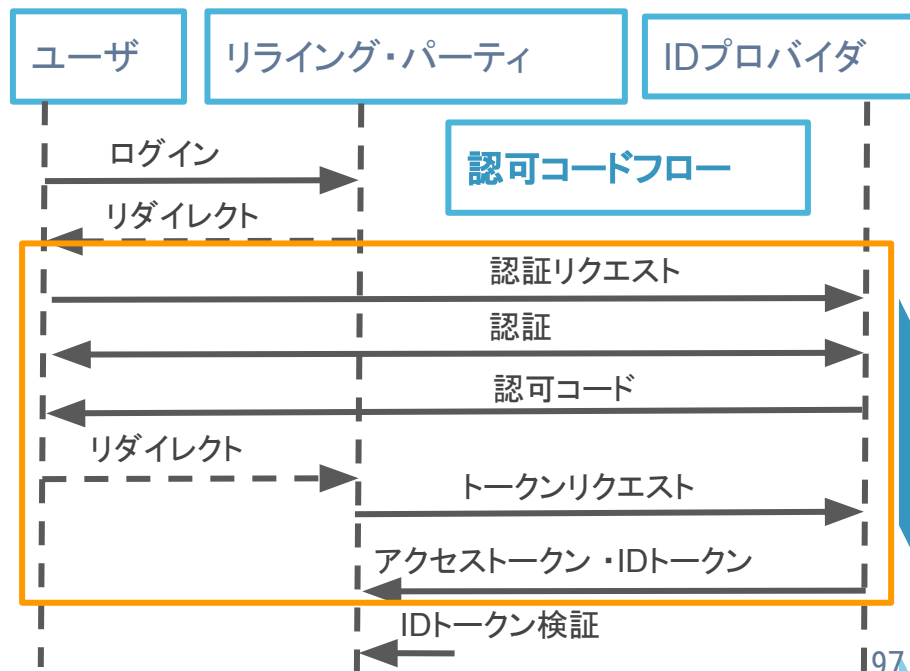 ユーザ
リライング・パーティ
IDプロバイダ
認可コードフロー
ログイン
リダイレクト
認証リクエスト
認証
認可コード
リダイレクト
トークンリクエスト
アクセストークン・IDトークン
IDトークン検証
97